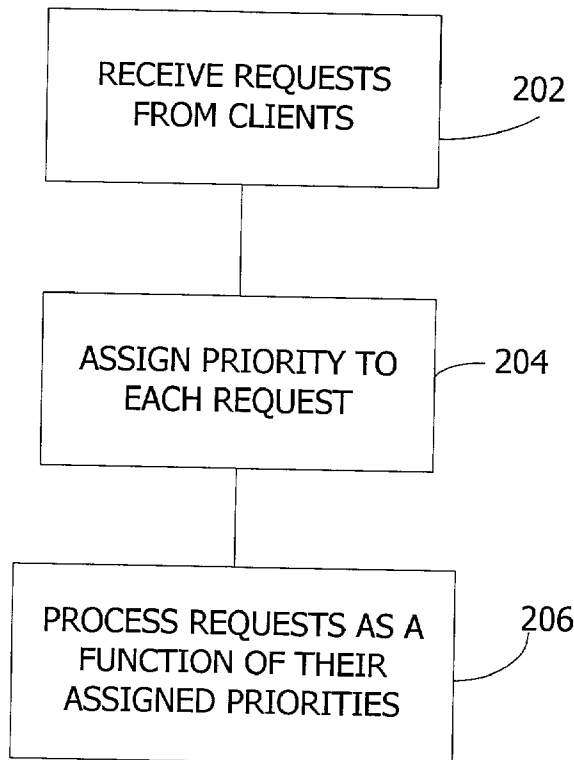 RECEIVE REQUESTS
FROM CLIENTS
202
ASSIGN PRIORITY TO
EACH REQUEST
204
PROCESS REQUESTS AS A
FUNCTION OF THEIR
ASSIGNED PRIORITIES
206